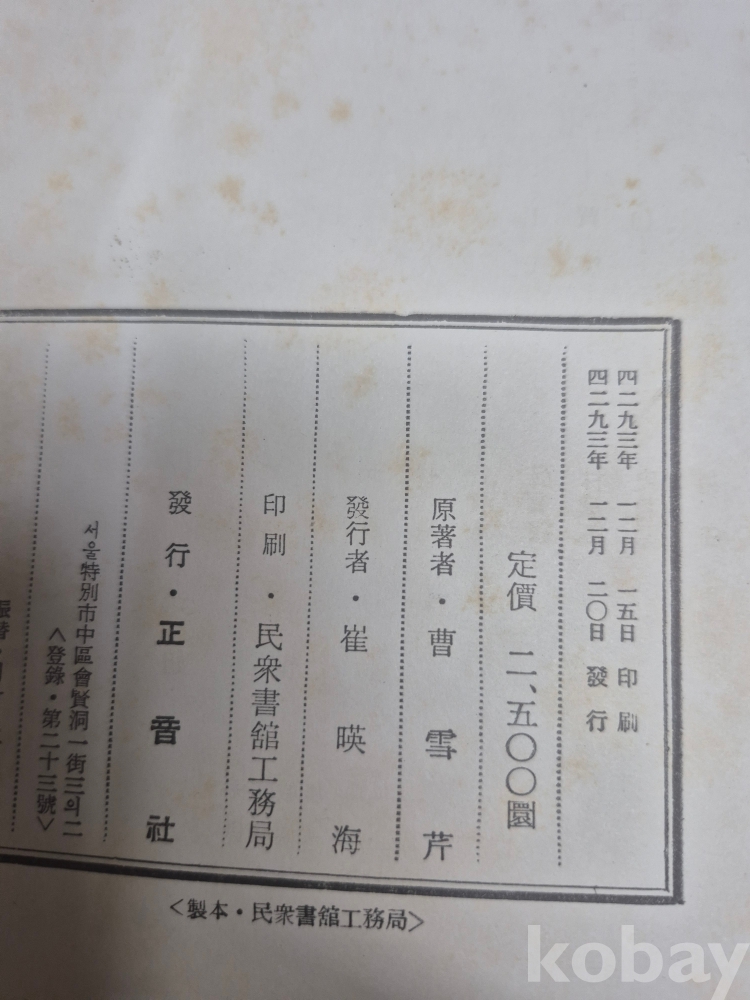 四二九三年 一二月 一五日 印刷
四二九三年 一二月 二〇日 發行
定價 二、五〇〇圜
原著者・曹雪芹
發行者・崔暎海
印刷・民衆書館工務局
發行・正音社
서울特別市中區會賢洞一街三의二
<登錄・第二十三號>
<製本・民衆書館工務局>
kobay